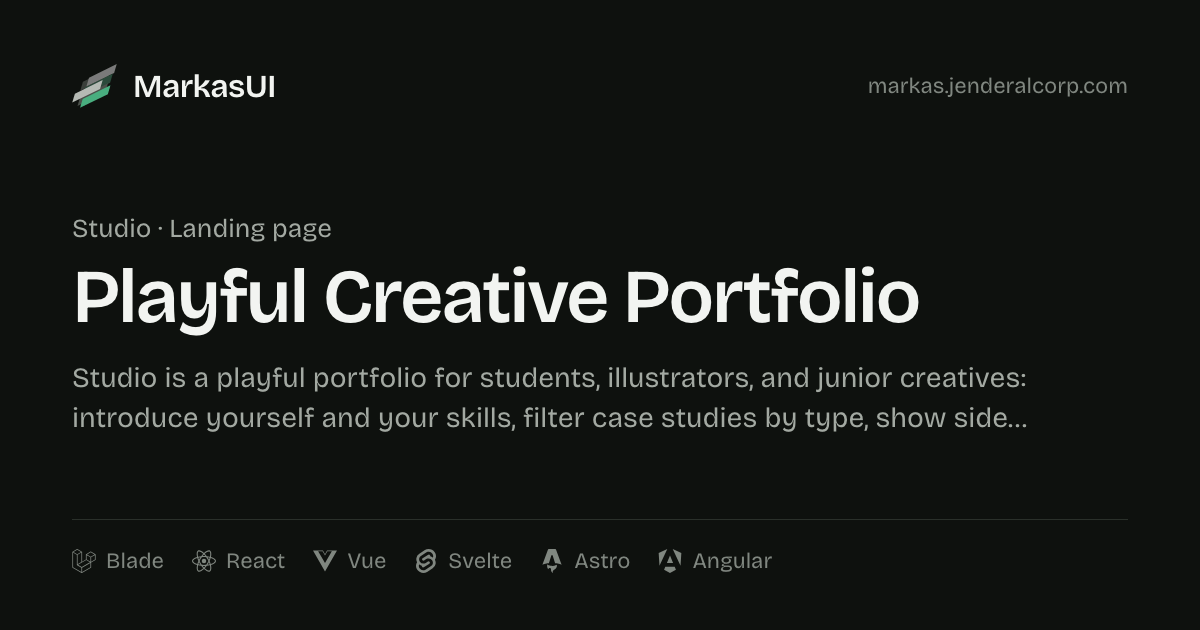 MarkasUI
markas.jenderalcorp.com
Studio · Landing page
Playful Creative Portfolio
Studio is a playful portfolio for students, illustrators, and junior creatives:
introduce yourself and your skills, filter case studies by type, show side...
Blade React Vue Svelte Astro Angular